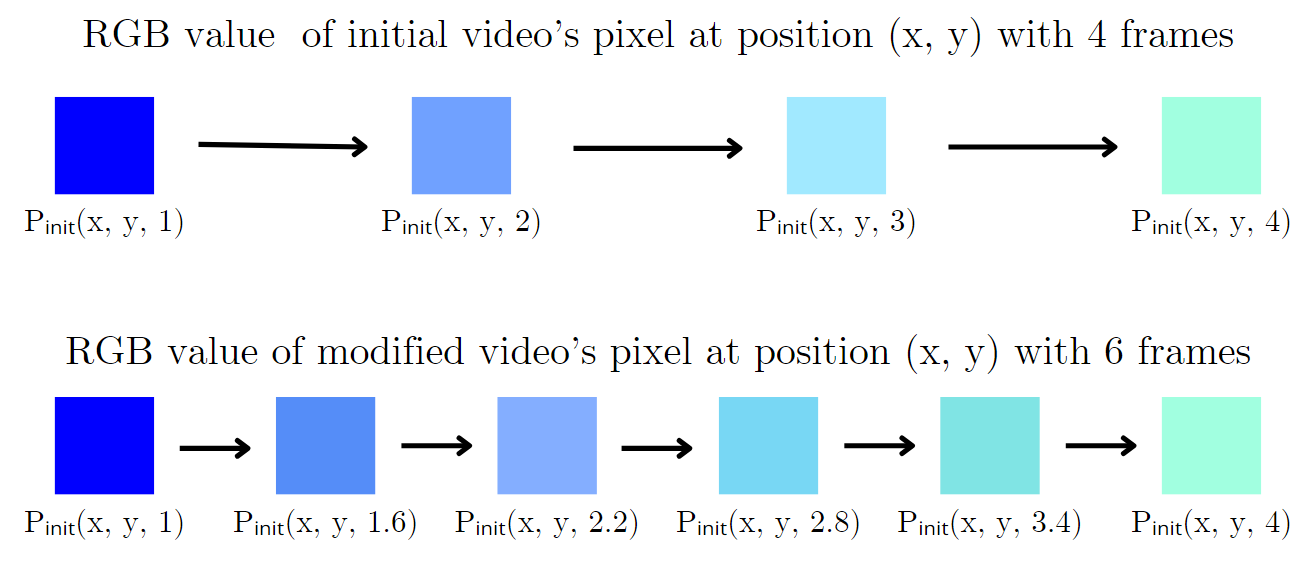 RGB value of initial video's pixel at position (x, y) with 4 frames
Pinit(x, y, 1) Pinit(x, y, 2) Pinit(x, y, 3) Pinit(x, y, 4)
RGB value of modified video's pixel at position (x, y) with 6 frames
Pinit(x, y, 1) Pinit(x, y, 1.6) Pinit(x, y, 2.2) Pinit(x, y, 2.8) Pinit(x, y, 3.4) Pinit(x, y, 4)